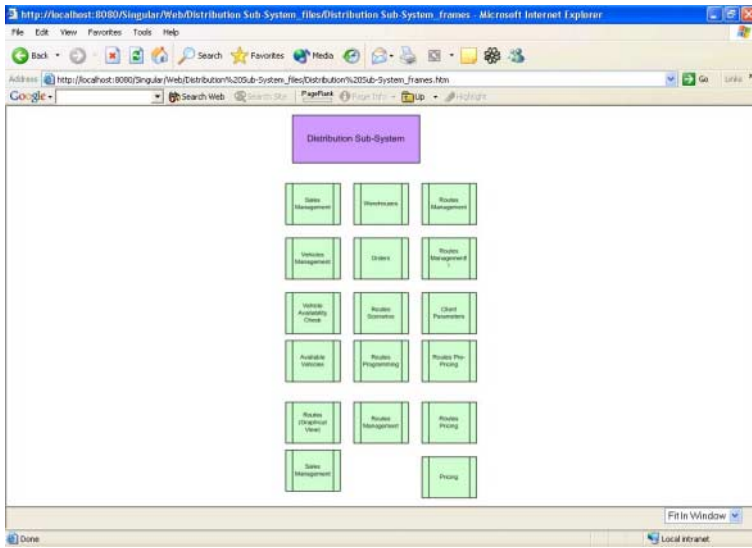 http://localhost:8080/Singular/Web/Distribution Sub-System_files/Distribution Sub-System_frames - Microsoft Internet Explorer
File Edit View Favorites Tools Help
Back Search Favorites Media
Address http://localhost:8080/Singular/Web/Distribution%20Sub-System_files/Distribution%20Sub-System_frames.htm Go Links
Google Search Web Search Site PageRank Page Info Up Highlight
Distribution Sub-System
Sales
Management
Warehouses
Routes
Management
Vehicles
Management
Orders
Routes
Management
Vehicle
Availability
Check
Routes
Scenarios
Client
Parameters
Available
Vehicles
Routes
Programming
Routes Pre-
Pricing
Routes
(Graphical
View)
Routes
Management
Routes
Pricing
Sales
Management
Pricing
Fit in Window
Done Local intranet